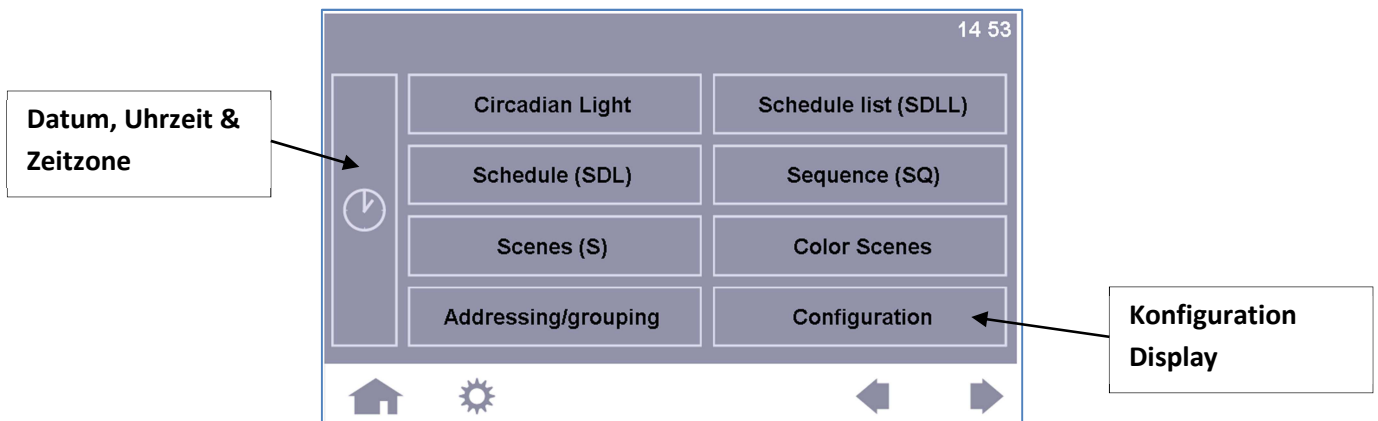 14 53
Datum, Uhrzeit &
Zeitzone
Circadian Light
Schedule list (SDLL)
Schedule (SDL)
Sequence (SQ)
Scenes (S)
Color Scenes
Addressing/grouping
Configuration
Konfiguration
Display